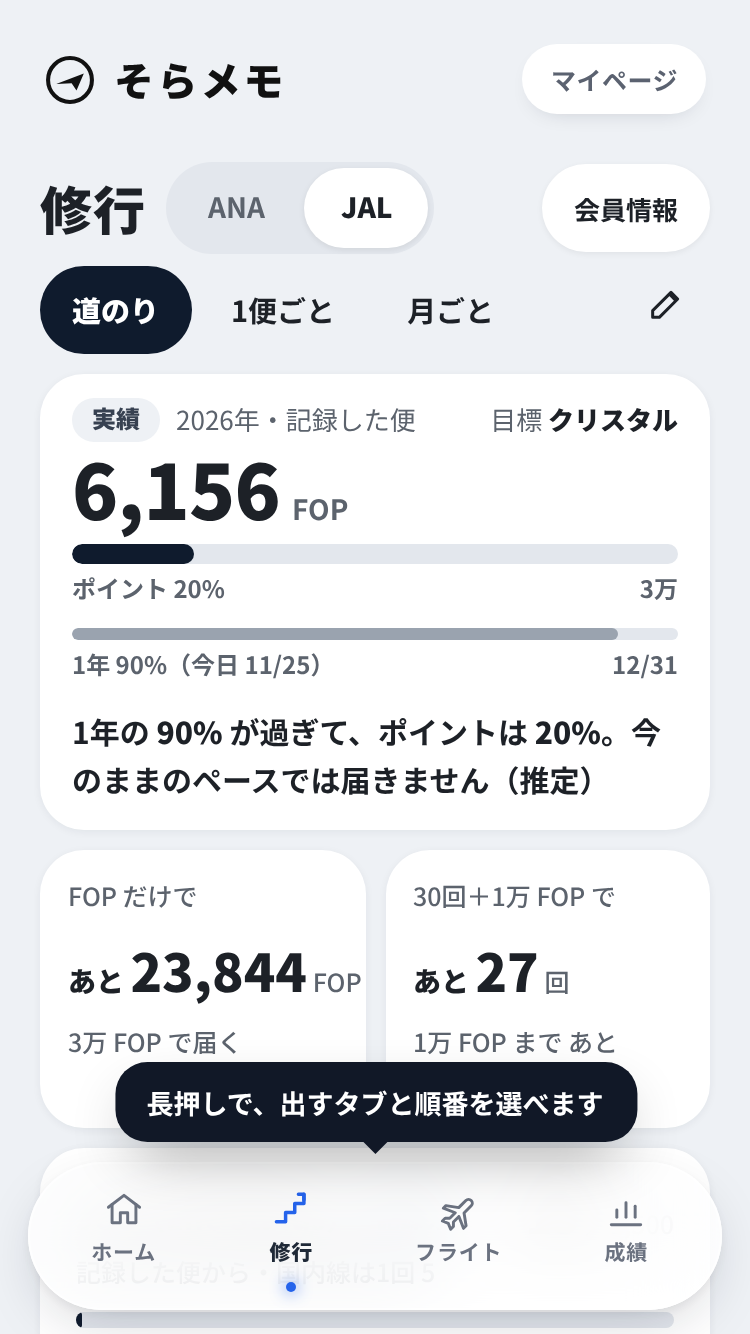 そらメモ
マイページ
修行
ANA
JAL
会員情報
道のり
1便ごと
月ごと
実績
2026年・記録した便
目標 クリスタル
6,156 FOP
ポイント 20%
3万
1年 90%（今日 11/25）
12/31
1年の 90% が過ぎて、ポイントは 20%。今
のままのペースでは届きません（推定）
FOP だけで
あと 23,844 FOP
3万 FOP で届く
30回＋1万 FOP で
あと 27 回
1万 FOP まで あと
長押しで、出すタブと順番を選べます
ホーム
修行
フライト
成績
記録した便から・国内線は1回 5